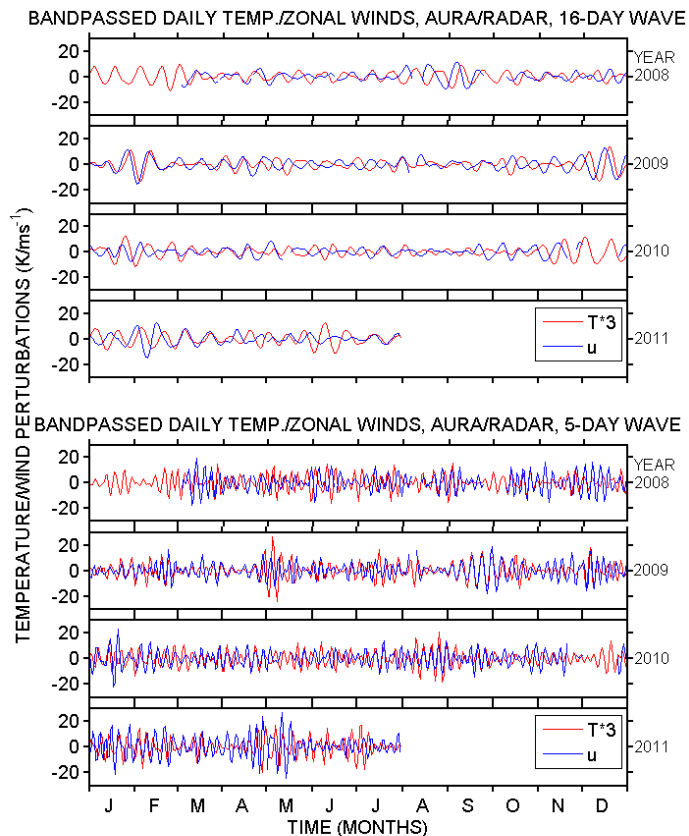 BANDPASSED DAILY TEMP./ZONAL WINDS, AURA/RADAR, 16-DAY WAVE
TEMPERATURE/WIND PERTURBATIONS (K/ms⁻¹)
20
0
-20
YEAR
2008
20
0
-20
2009
20
0
-20
2010
20
0
-20
T*3
u
2011
BANDPASSED DAILY TEMP./ZONAL WINDS, AURA/RADAR, 5-DAY WAVE
20
0
-20
YEAR
2008
20
0
-20
2009
20
0
-20
2010
20
0
-20
T*3
u
2011
J F M A M J J A S O N D
TIME (MONTHS)